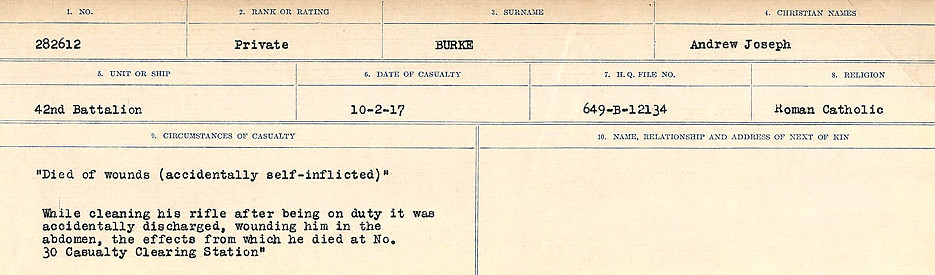 1. NO. 2. RANK OR RATING 3. SURNAME 4. CHRISTIAN NAMES
282612 Private BURKE Andrew Joseph
5. UNIT OR SHIP 6. DATE OF CASUALTY 7. H.Q. FILE NO. 8. RELIGION
42nd Battalion 10-2-17 649-B-12134 Roman Catholic
9. CIRCUMSTANCES OF CASUALTY 10. NAME, RELATIONSHIP AND ADDRESS OF NEXT OF KIN
"Died of wounds (accidentally self-inflicted)"
While cleaning his rifle after being on duty it was
accidentally discharged, wounding him in the
abdomen, the effects from which he died at No.
30 Casualty Clearing Station"